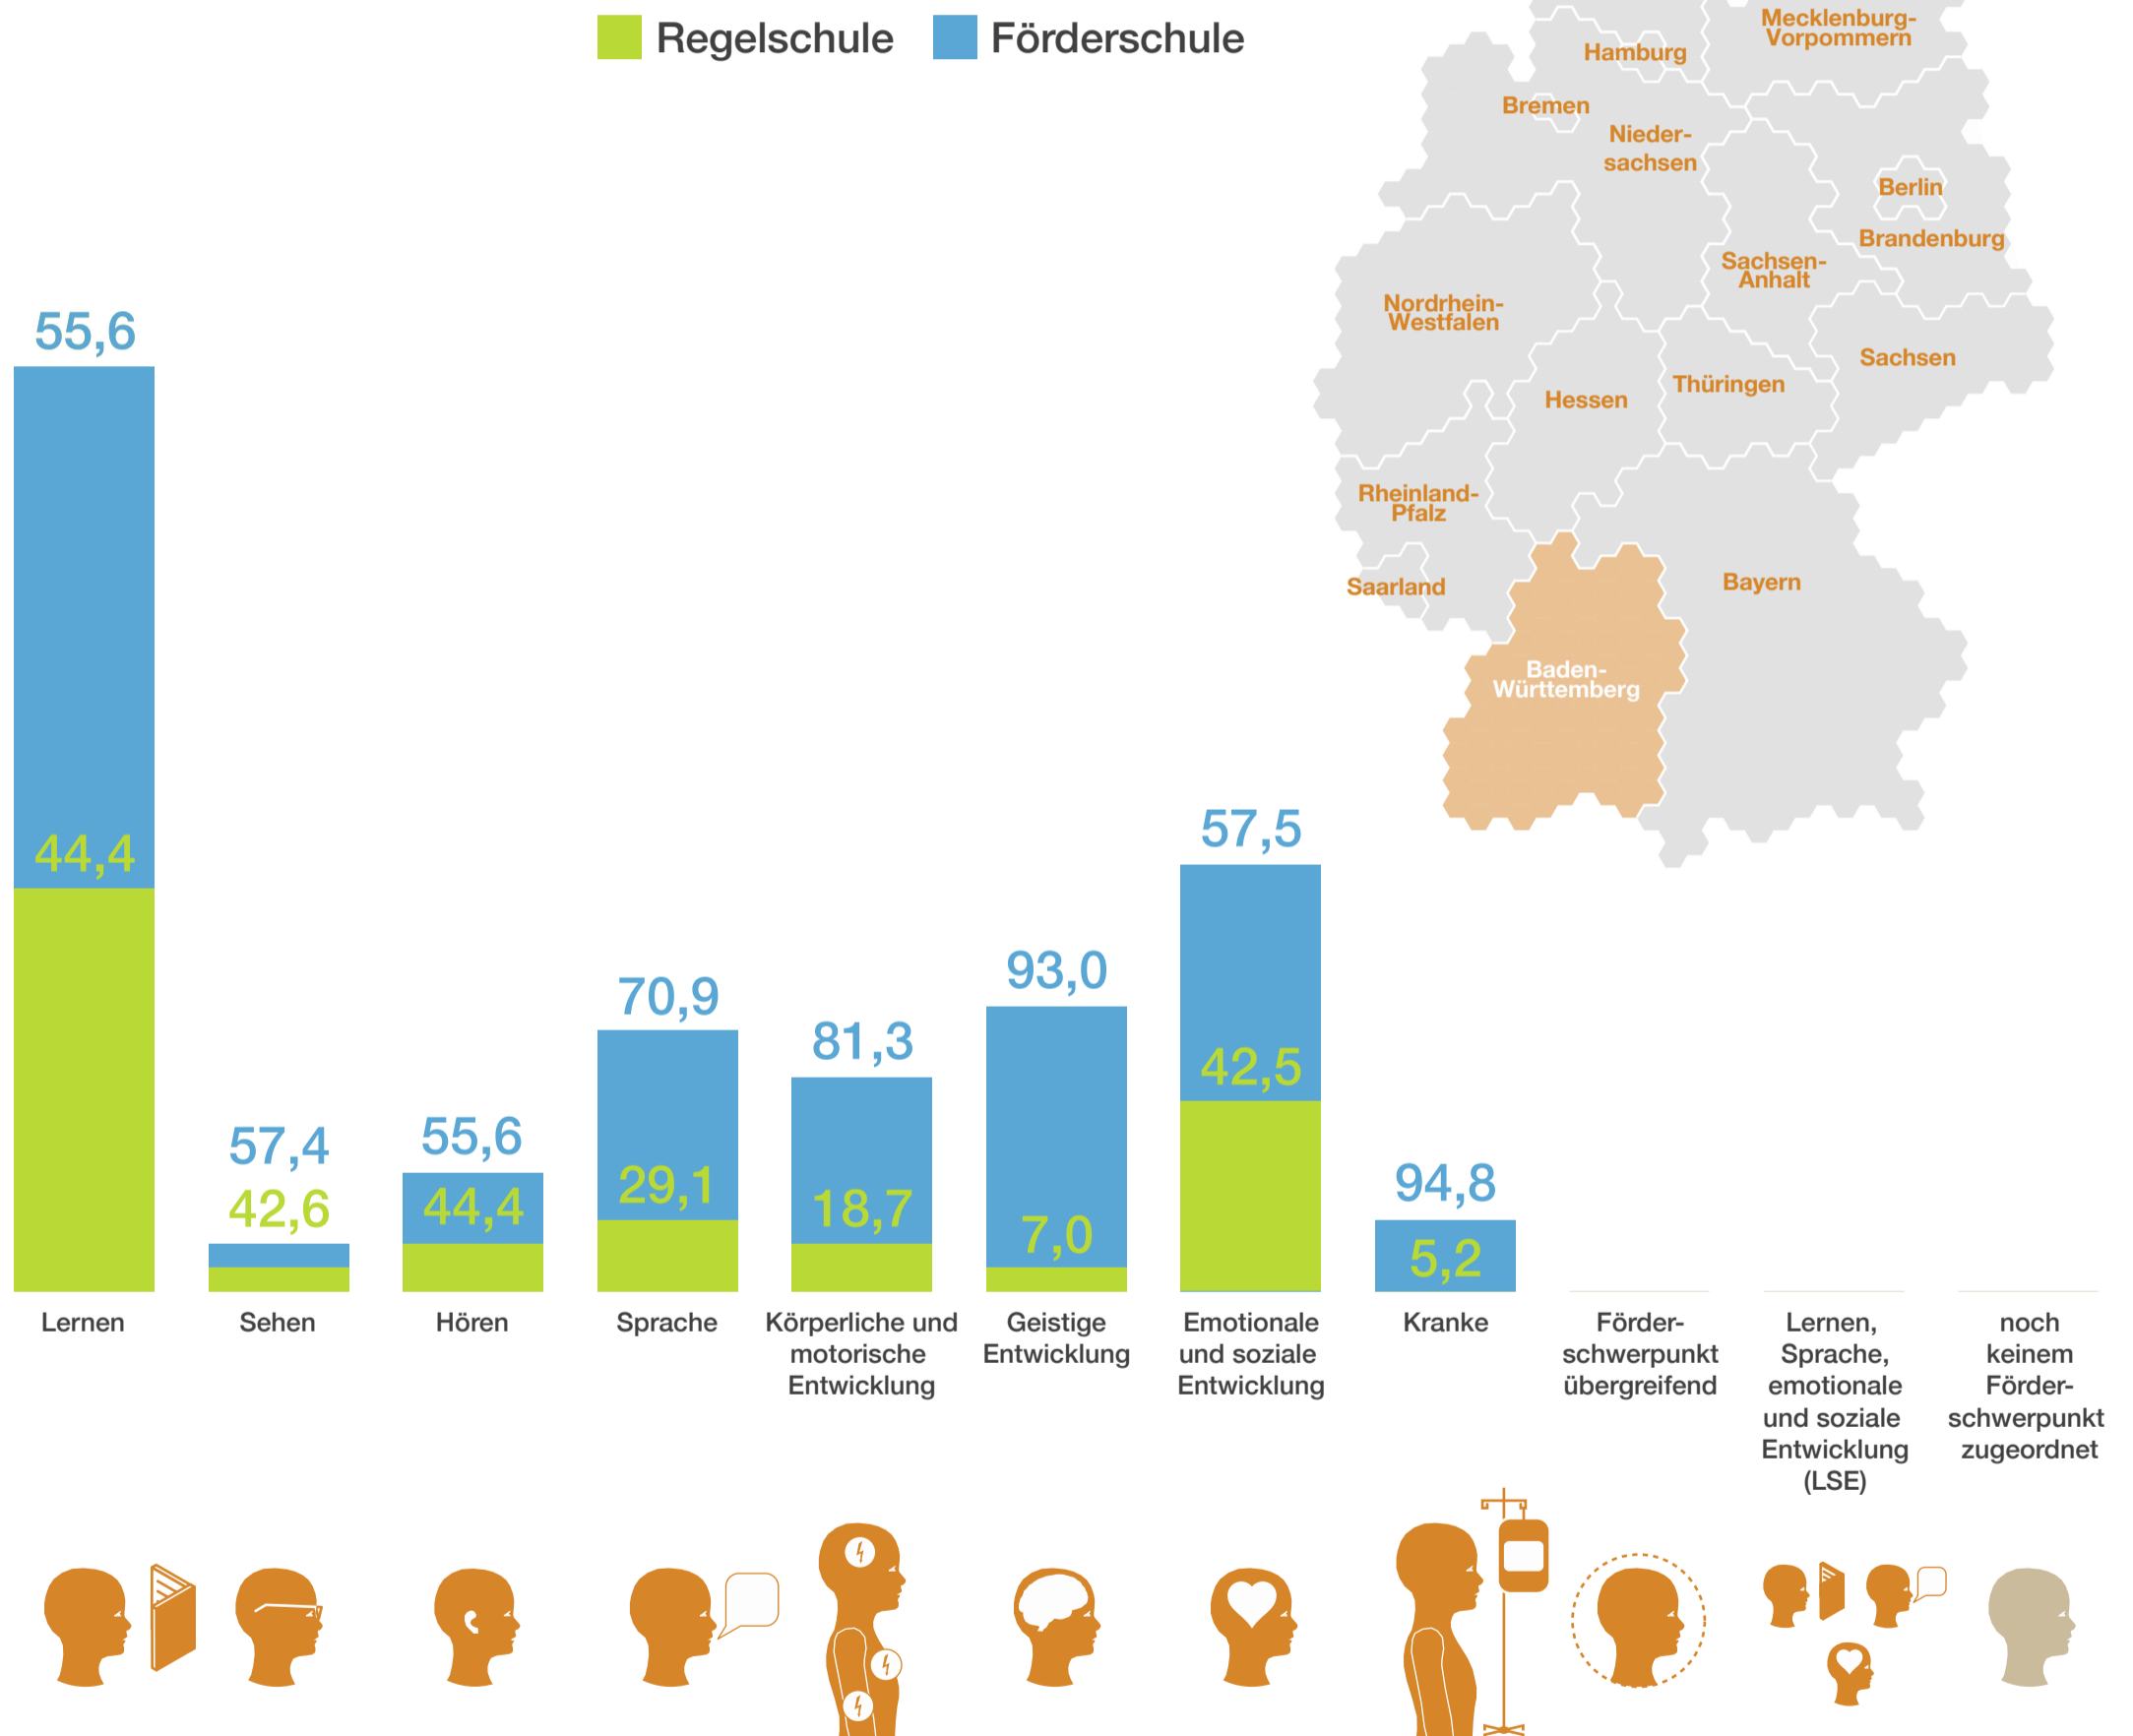 Regelschule
Förderschule
Mecklenburg-
Vorpommern
Hamburg
Bremen
Nieder-
sachsen
Berlin
Brandenburg
Sachsen-
Anhalt
Nordrhein-
Westfalen
Sachsen
Thüringen
Hessen
Rheinland-
Pfalz
Saarland
Bayern
Baden-
Württemberg
55,6
44,4
57,4
42,6
55,6
44,4
70,9
29,1
81,3
18,7
93,0
7,0
57,5
42,5
94,8
5,2
Lernen
Sehen
Hören
Sprache
Körperliche und
motorische
Entwicklung
Geistige
Entwicklung
Emotionale
und soziale
Entwicklung
Kranke
Förder-
schwerpunkt
übergreifend
Lernen,
Sprache,
emotionale
und soziale
Entwicklung
(LSE)
noch
keinem
Förder-
schwerpunkt
zugeordnet